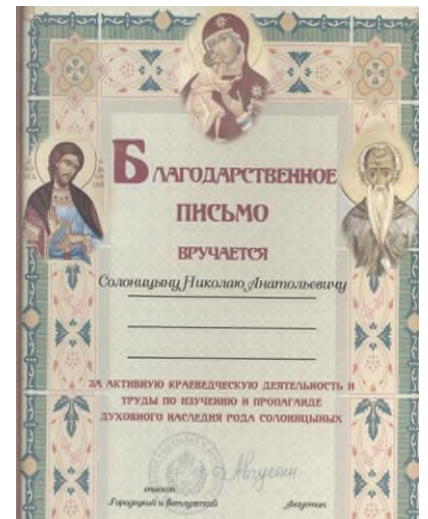 БЛАГОДАРСТВЕННОЕ
ПИСЬМО
ВРУЧАЕТСЯ
Солоницыну Николаю Анатольевичу
ЗА АКТИВНУЮ КРАЕВЕДЧЕСКУЮ ДЕЯТЕЛЬНОСТЬ И
ТРУДЫ ПО ИЗУЧЕНИЮ И ПРОПАГАНДЕ
ДУХОВНОГО НАСЛЕДИЯ РОДА СОЛОНИЦЫНЫХ
епископ
Городецкий и Ветлужский Августин